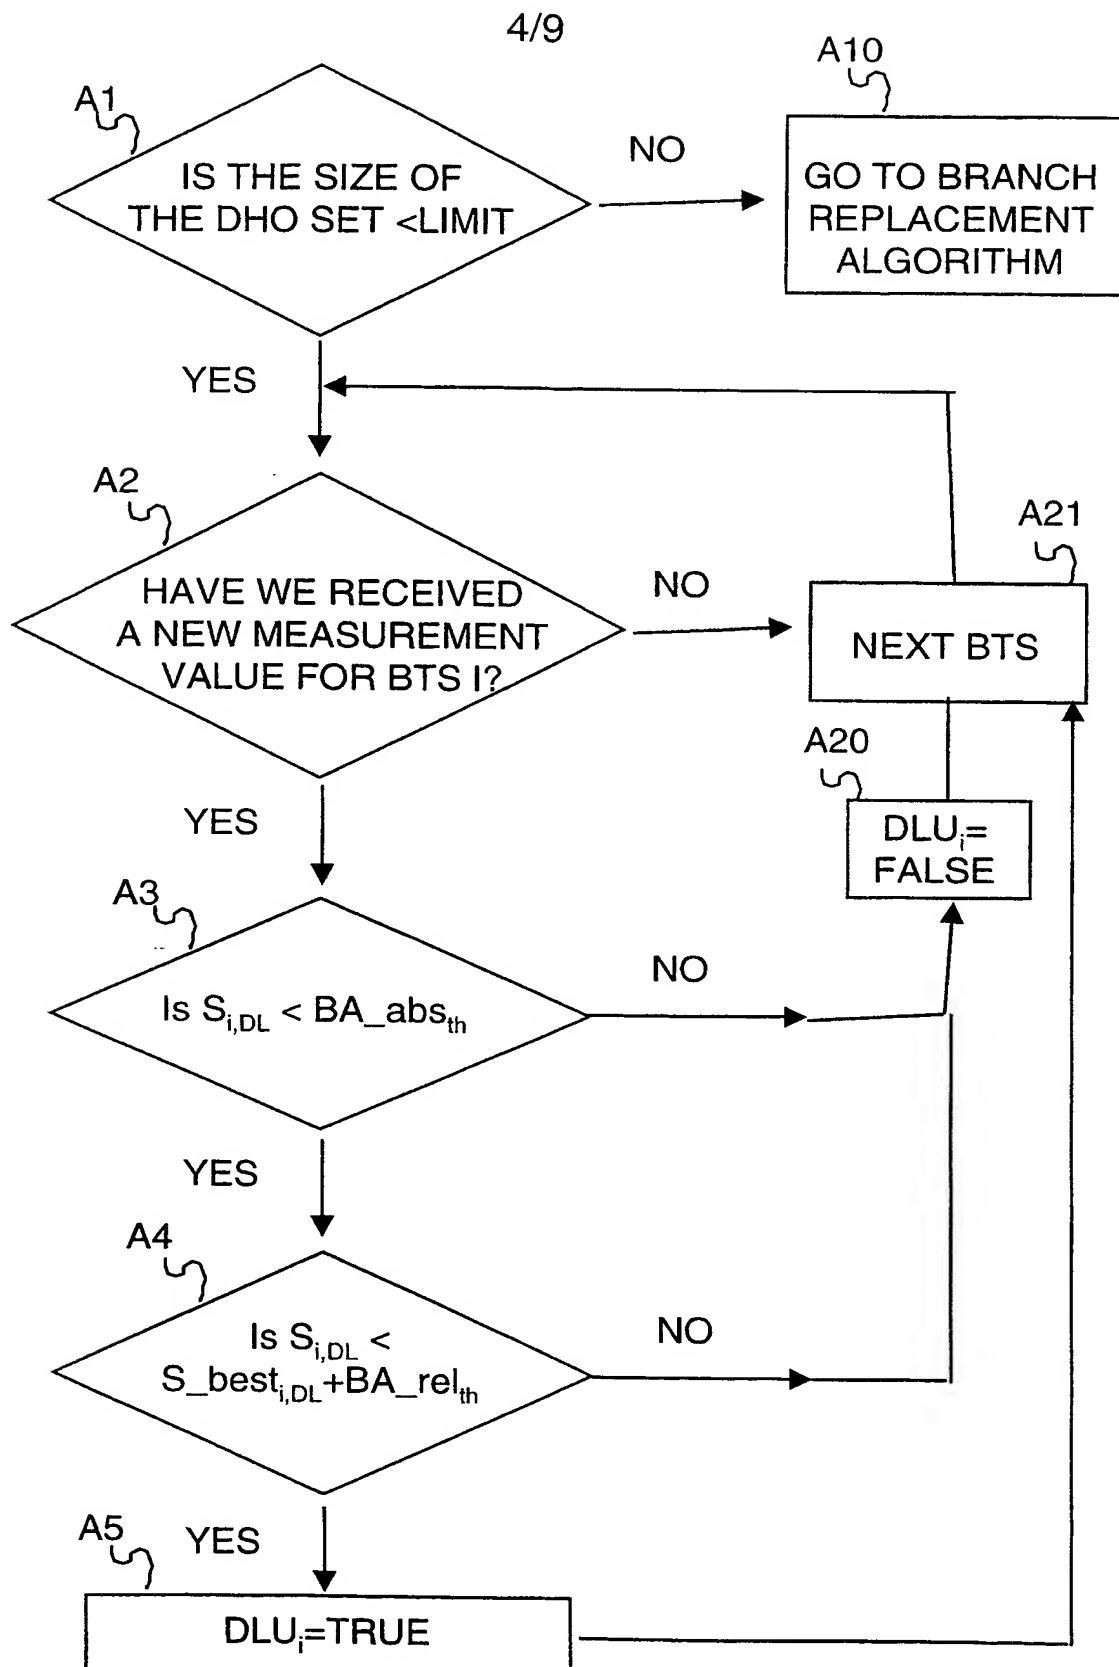 4/9
A1
IS THE SIZE OF
THE DHO SET <LIMIT
NO
A10
GO TO BRANCH
REPLACEMENT
ALGORITHM
YES
A2
HAVE WE RECEIVED
A NEW MEASUREMENT
VALUE FOR BTS I?
NO
A21
NEXT BTS
YES
A20
DLUi=
FALSE
A3
Is Si,DL < BA_absth
NO
YES
A4
Is Si,DL <
S_besti,DL+BA_relth
NO
YES
A5
DLUi=TRUE